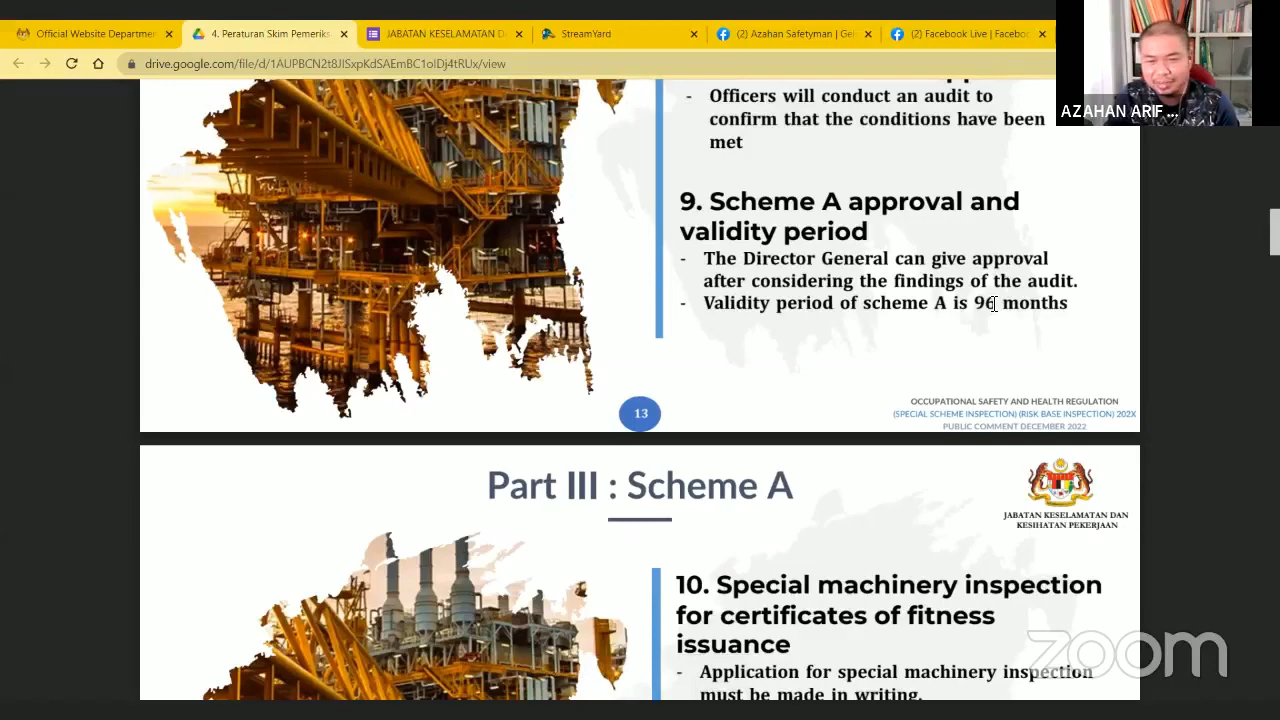 Official Website Departmen
4. Peraturan Skim Pemeriks
JABATAN KESELAMATAN D
StreamYard
(2) Azahan Safetyman | Gel
(2) Facebook Live | Faceboo
drive.google.com/file/d/1AUPBCN2t8JISxpKdSAEmBC1oIDj4tRUx/view
AZAHAN ARIF ...
- Officers will conduct an audit to
confirm that the conditions have been
met
9. Scheme A approval and
validity period
- The Director General can give approval
after considering the findings of the audit.
- Validity period of scheme A is 96 months
13
OCCUPATIONAL SAFETY AND HEALTH REGULATION
(SPECIAL SCHEME INSPECTION) (RISK BASE INSPECTION) 202X
PUBLIC COMMENT DECEMBER 2022
Part III : Scheme A
JABATAN KESELAMATAN DAN
KESIHATAN PEKERJAAN
10. Special machinery inspection
for certificates of fitness
issuance
- Application for special machinery inspection
must be made in writing.
zoom